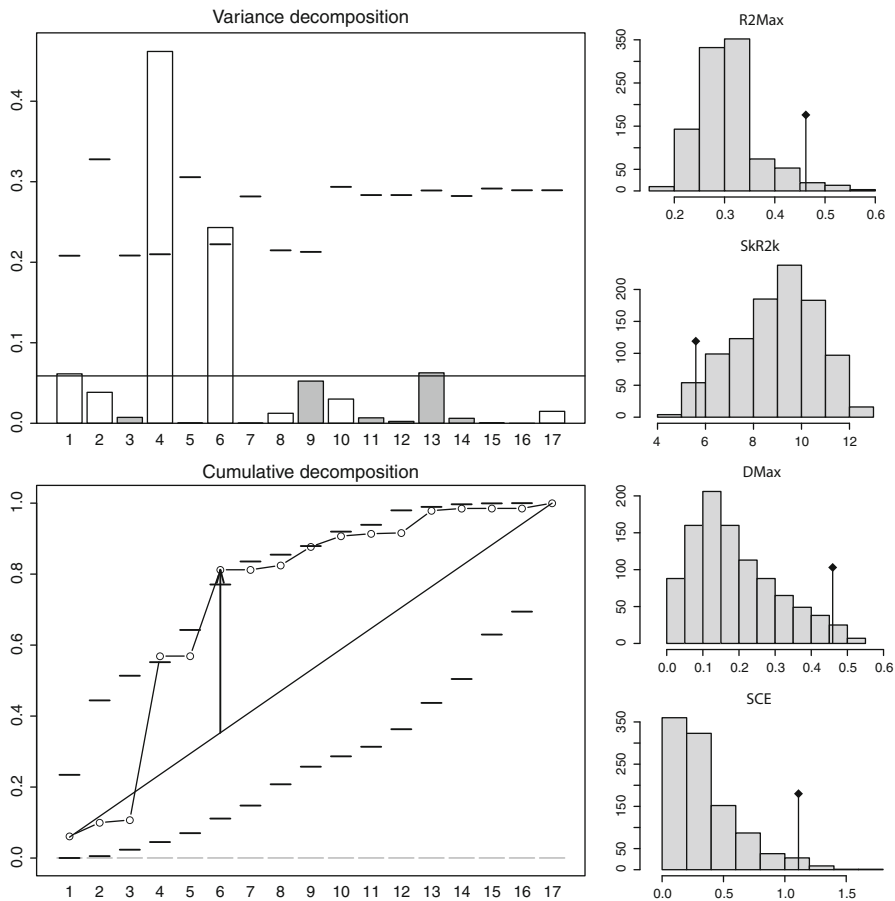 Variance decomposition
0.4
0.3
0.2
0.1
0.0
1 2 3 4 5 6 7 8 9 10 11 12 13 14 15 16 17
Cumulative decomposition
1.0
0.8
0.6
0.4
0.2
0.0
1 2 3 4 5 6 7 8 9 10 11 12 13 14 15 16 17
R2Max
350
250
150
0 50
0.2 0.3 0.4 0.5 0.6
SkR2k
200
150
100
50
0
4 6 8 10 12
DMax
200
150
100
50
0
0.0 0.1 0.2 0.3 0.4 0.5 0.6
SCE
350
250
150
0 50
0.0 0.5 1.0 1.5